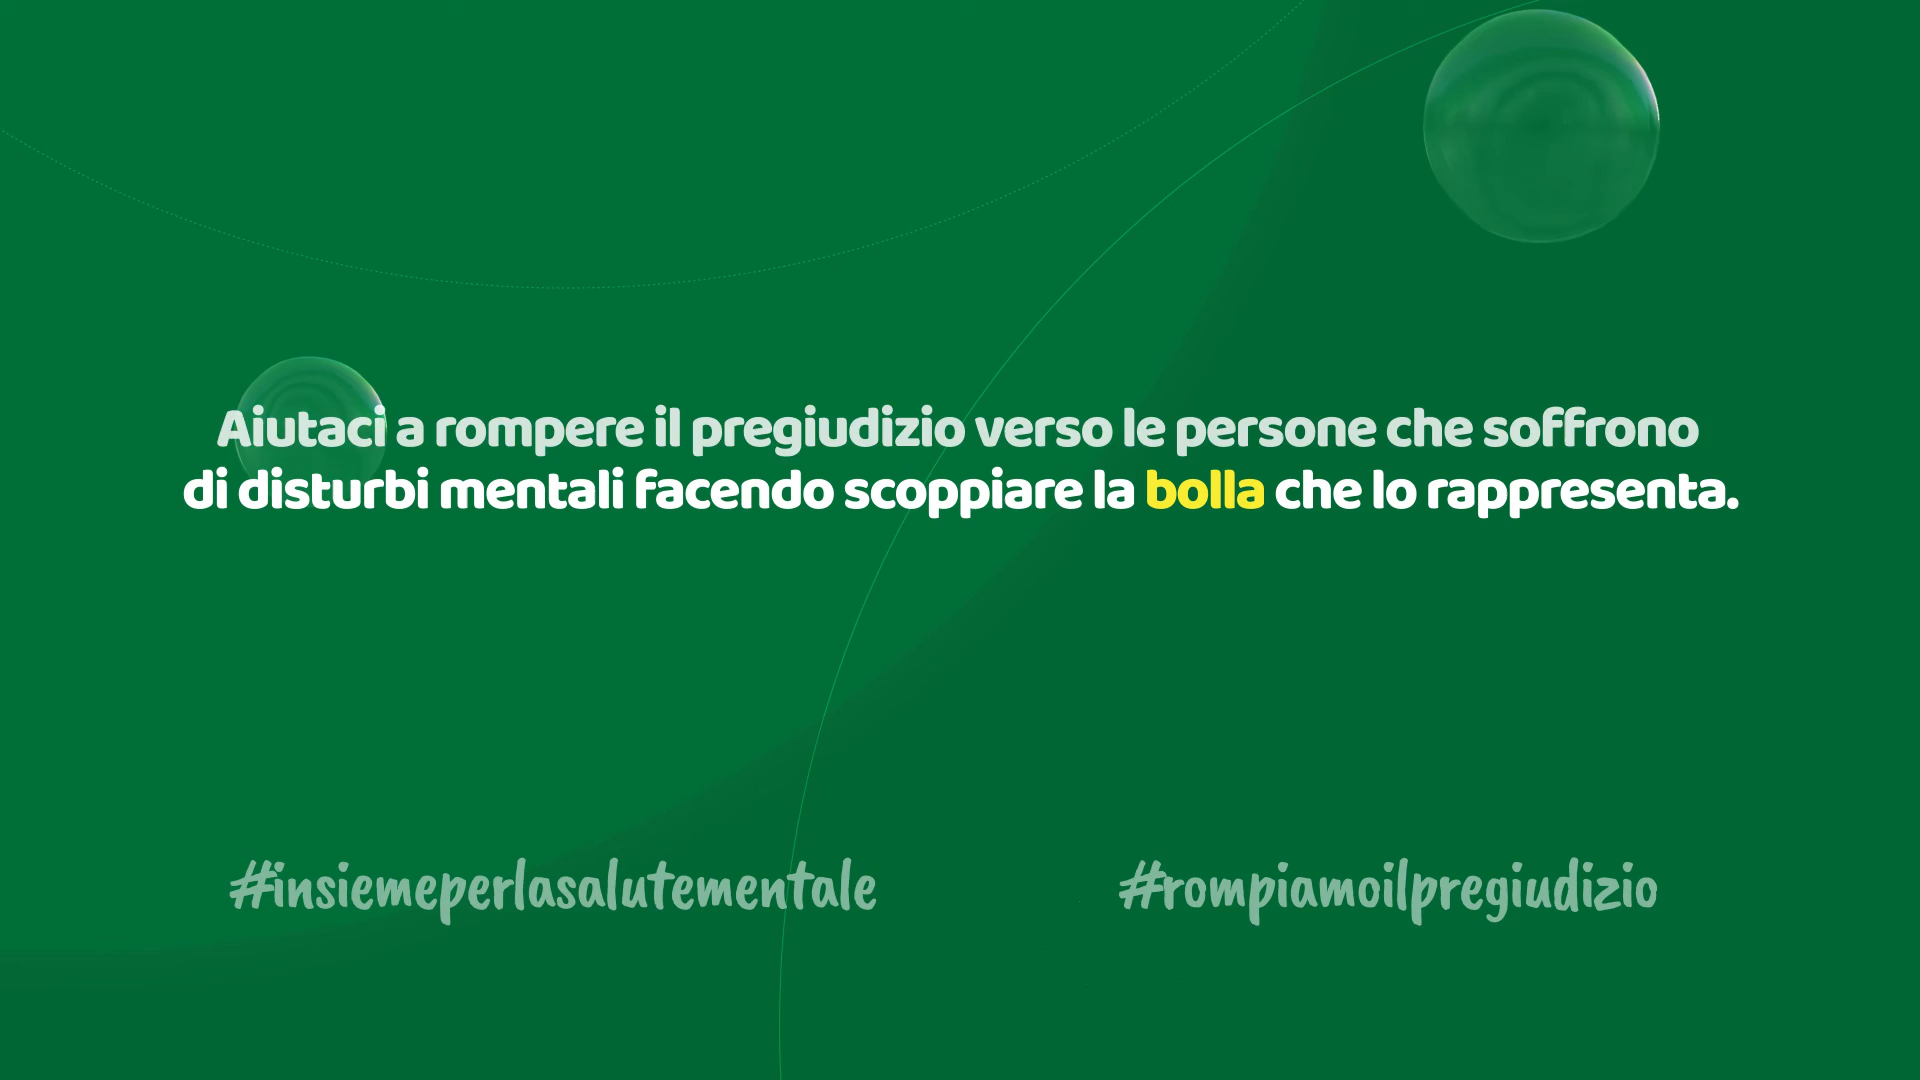 Aiutaci a rompere il pregiudizio verso le persone che soffrono
di disturbi mentali facendo scoppiare la bolla che lo rappresenta.
#insiemeperlasalutementale
#rompiamoilpregiudizio